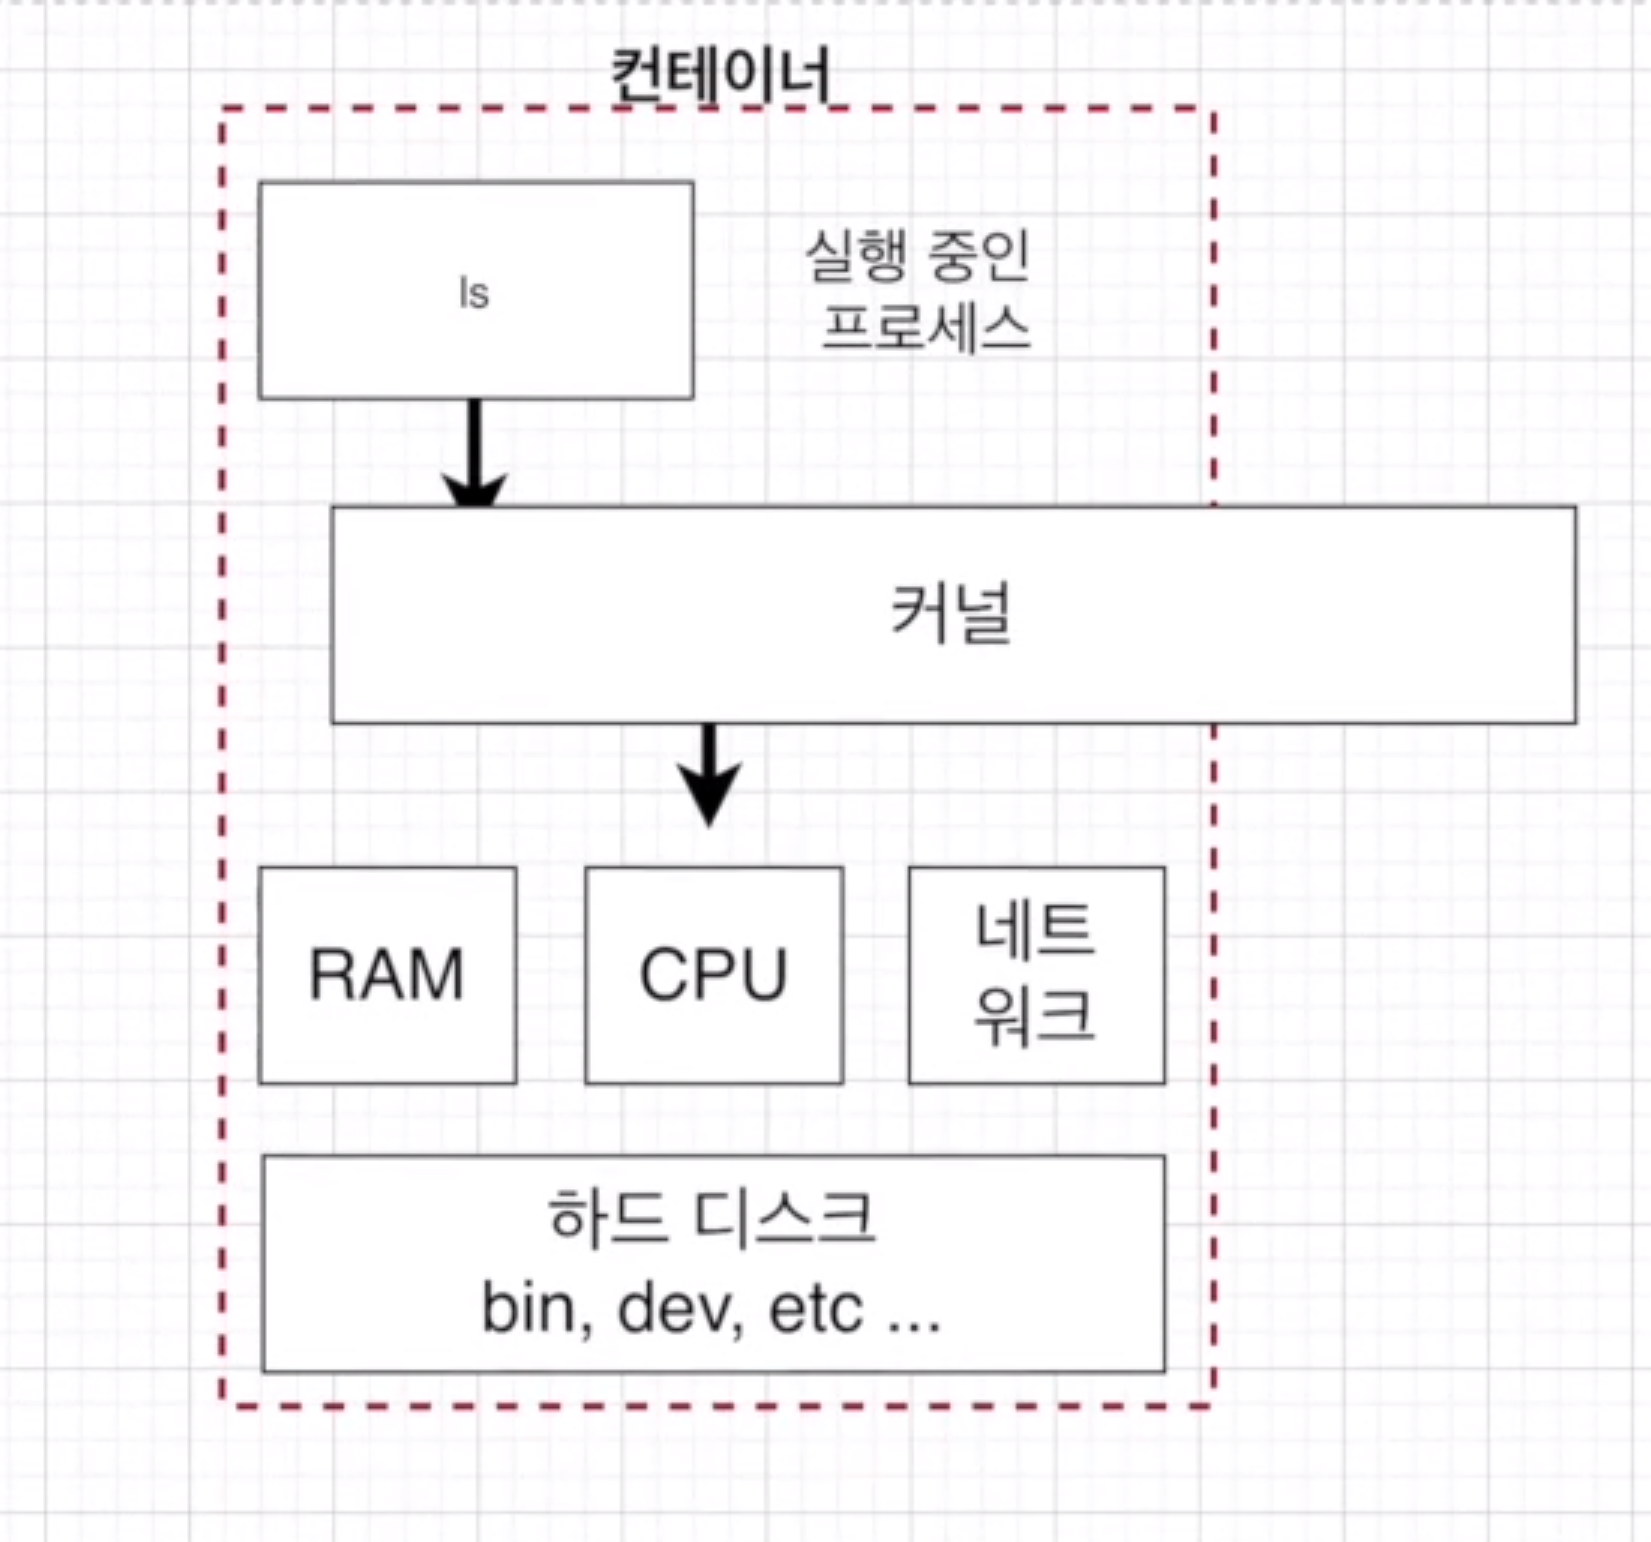 컨테이너
ls
실행 중인
프로세스
커널
RAM
CPU
네트
워크
하드 디스크
bin, dev, etc ...